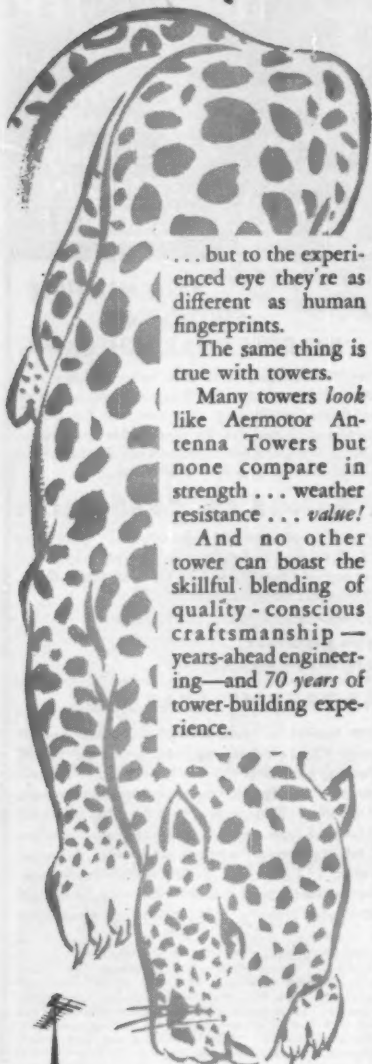 ... but to the experi-
enced eye they're as
different as human
fingerprints.
The same thing is
true with towers.
Many towers look
like Aermotor An-
tenna Towers but
none compare in
strength ... weather
resistance ... value!
And no other
tower can boast the
skillful blending of
quality - conscious
craftsmanship —
years-ahead engineer-
ing—and 70 years of
tower-building expe-
rience.